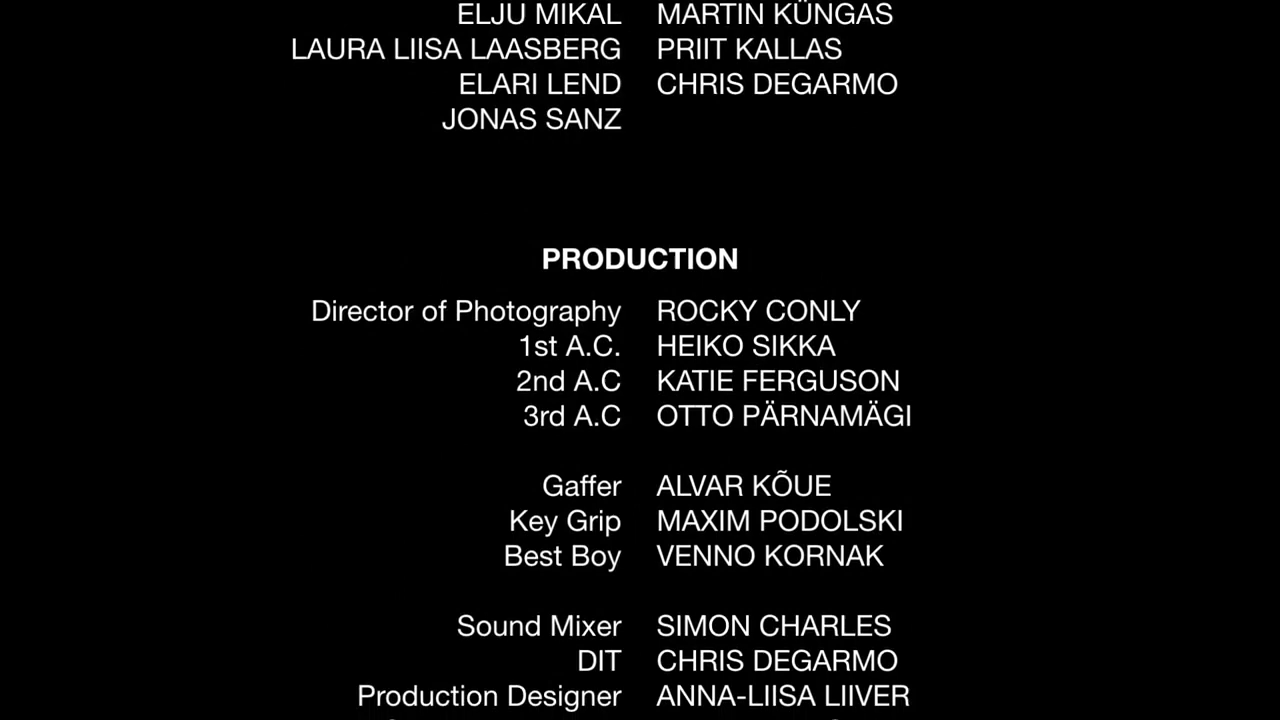 ELJU MIKAL MARTIN KÜNGAS
LAURA LIISA LAASBERG PRIIT KALLAS
ELARI LEND CHRIS DEGARMO
JONAS SANZ
PRODUCTION
Director of Photography ROCKY CONLY
1st A.C. HEIKO SIKKA
2nd A.C KATIE FERGUSON
3rd A.C OTTO PÄRNAMÄGI
Gaffer ALVAR KÕUE
Key Grip MAXIM PODOLSKI
Best Boy VENNO KORNAK
Sound Mixer SIMON CHARLES
DIT CHRIS DEGARMO
Production Designer ANNA-LIISA LIIVER